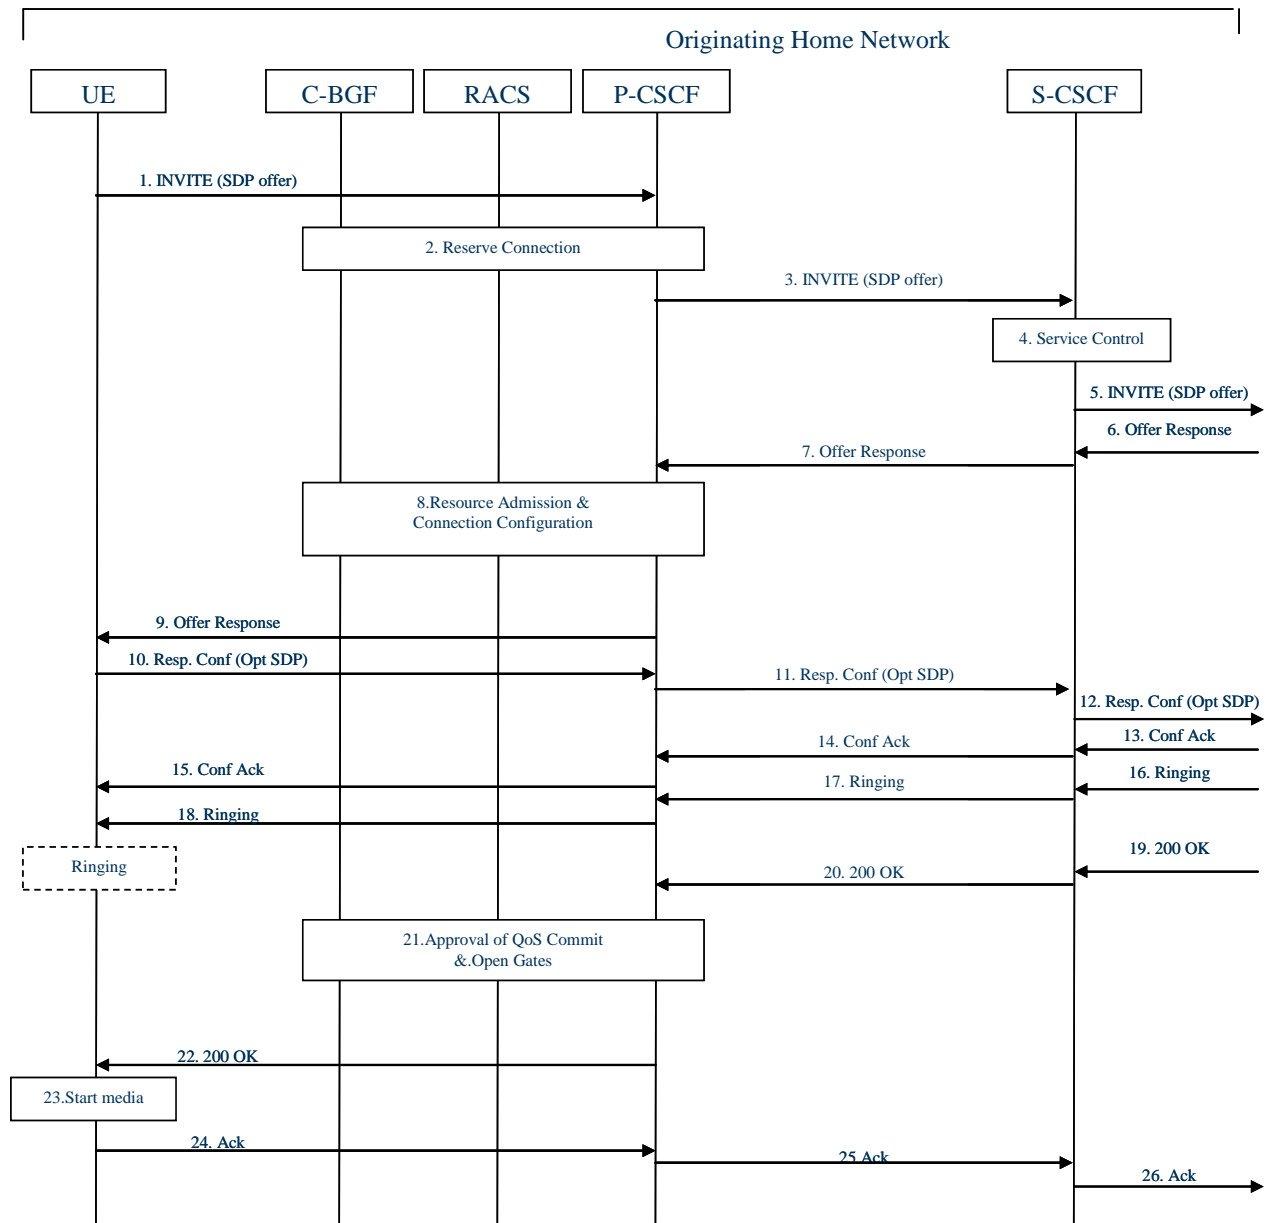 Originating Home Network
UE
C-BGF
RACS
P-CSCF
S-CSCF
1. INVITE (SDP offer)
2. Reserve Connection
3. INVITE (SDP offer)
4. Service Control
5. INVITE (SDP offer)
6. Offer Response
7. Offer Response
8.Resource Admission &
Connection Configuration
9. Offer Response
10. Resp. Conf (Opt SDP)
11. Resp. Conf (Opt SDP)
12. Resp. Conf (Opt SDP)
13. Conf Ack
14. Conf Ack
15. Conf Ack
16. Ringing
17. Ringing
18. Ringing
Ringing
19. 200 OK
20. 200 OK
21.Approval of QoS Commit
&.Open Gates
22. 200 OK
23.Start media
24. Ack
25 Ack
26. Ack